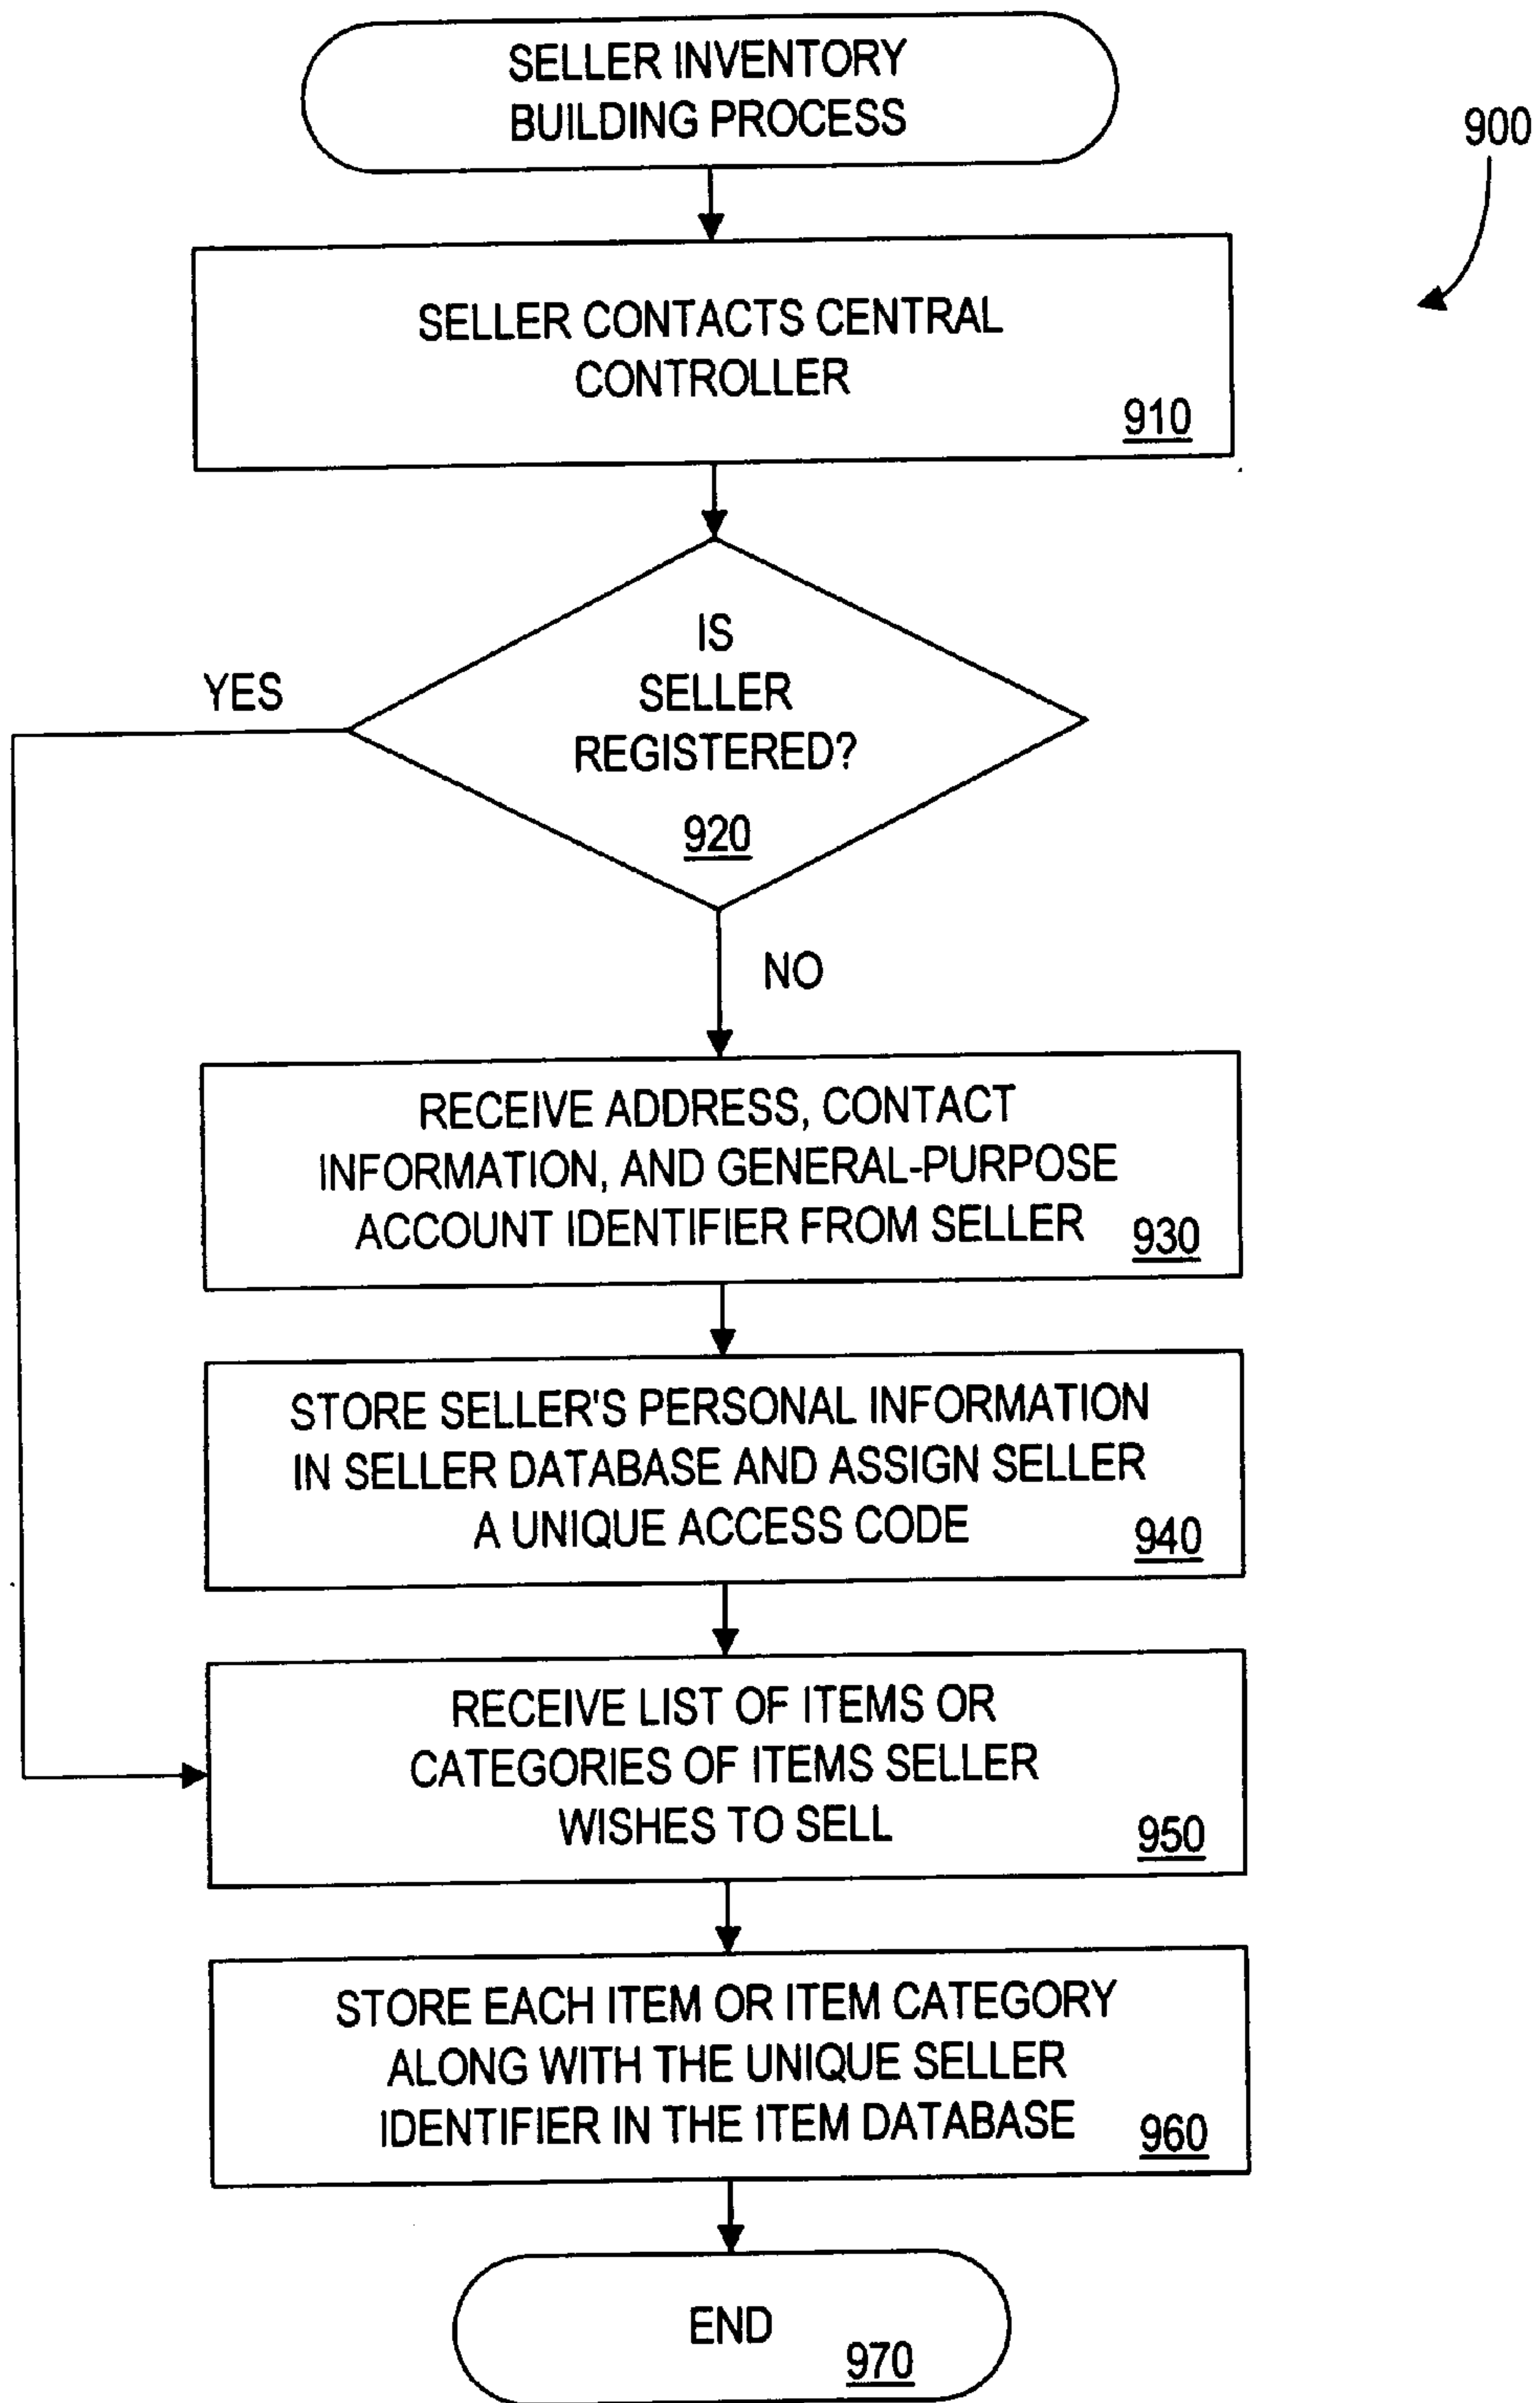 SELLER INVENTORY
BUILDING PROCESS
900
SELLER CONTACTS CENTRAL
CONTROLLER
910
IS
SELLER
REGISTERED?
920
YES
NO
RECEIVE ADDRESS, CONTACT
INFORMATION, AND GENERAL-PURPOSE
ACCOUNT IDENTIFIER FROM SELLER
930
STORE SELLER'S PERSONAL INFORMATION
IN SELLER DATABASE AND ASSIGN SELLER
A UNIQUE ACCESS CODE
940
RECEIVE LIST OF ITEMS OR
CATEGORIES OF ITEMS SELLER
WISHES TO SELL
950
STORE EACH ITEM OR ITEM CATEGORY
ALONG WITH THE UNIQUE SELLER
IDENTIFIER IN THE ITEM DATABASE
960
END
970